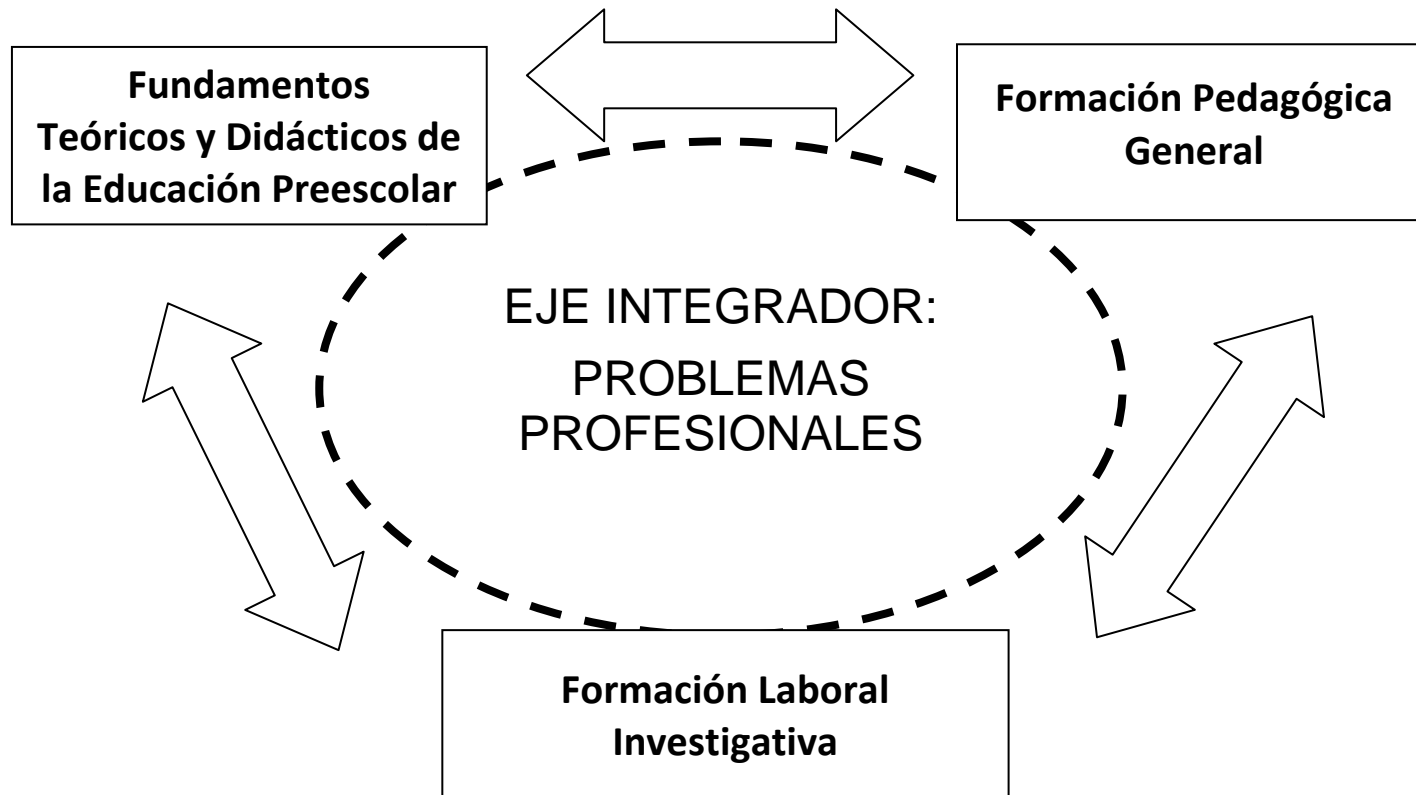 Fundamentos
Teóricos y Didácticos de
la Educación Preescolar
Formación Pedagógica
General
EJE INTEGRADOR:
PROBLEMAS
PROFESIONALES
Formación Laboral
Investigativa